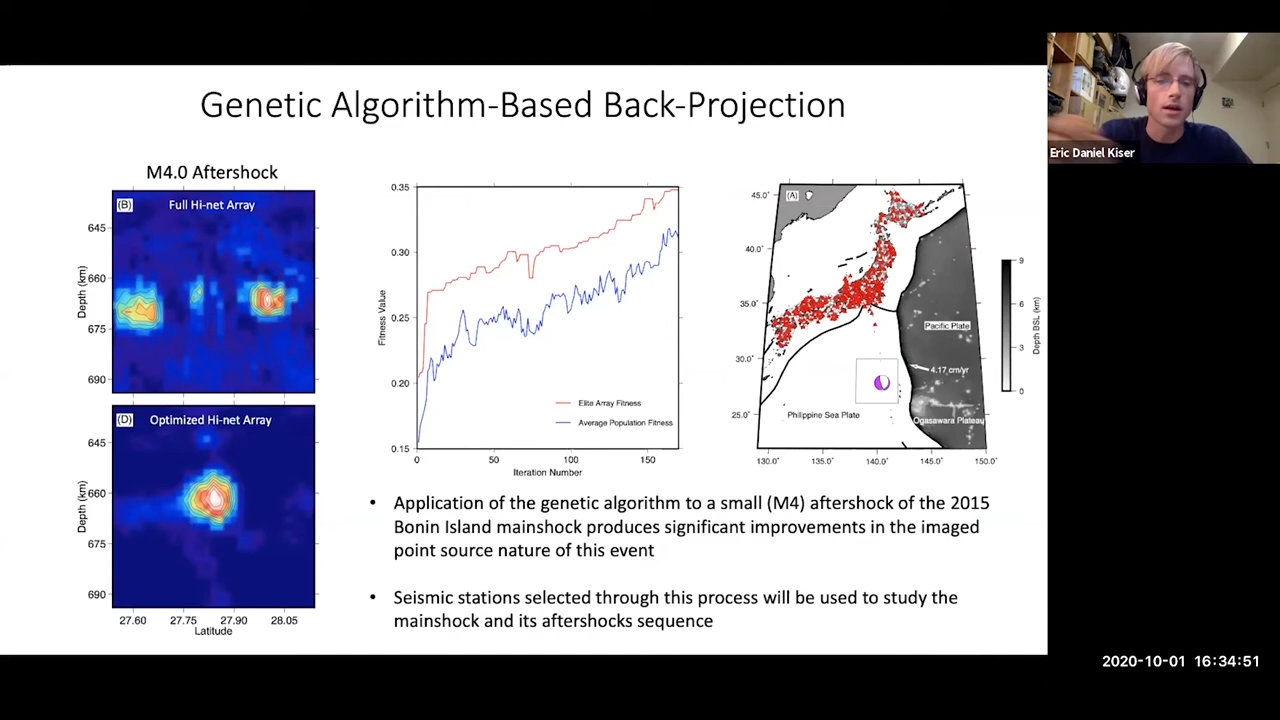 Genetic Algorithm-Based Back-Projection
Eric Daniel Kiser
M4.0 Aftershock
(B)
Full Hi-net Array
645
660
675
690
Depth (km)
(D)
Optimized Hi-net Array
645
660
675
690
Depth (km)
27.60 27.75 27.90 28.05
Latitude
0.35
0.30
0.25
0.20
0.15
Fitness Value
Elite Array Fitness
Average Population Fitness
0 50 100 150
Iteration Number
(A)
45.0°
40.0°
35.0°
30.0°
25.0°
Pacific Plate
4.17 cm/yr
Philippine Sea Plate
Ogasawara Plateau
130.0° 135.0° 140.0° 145.0° 150.0°
9
6
3
0
Depth BSL (km)
• Application of the genetic algorithm to a small (M4) aftershock of the 2015
Bonin Island mainshock produces significant improvements in the imaged
point source nature of this event
• Seismic stations selected through this process will be used to study the
mainshock and its aftershocks sequence
2020-10-01 16:34:51